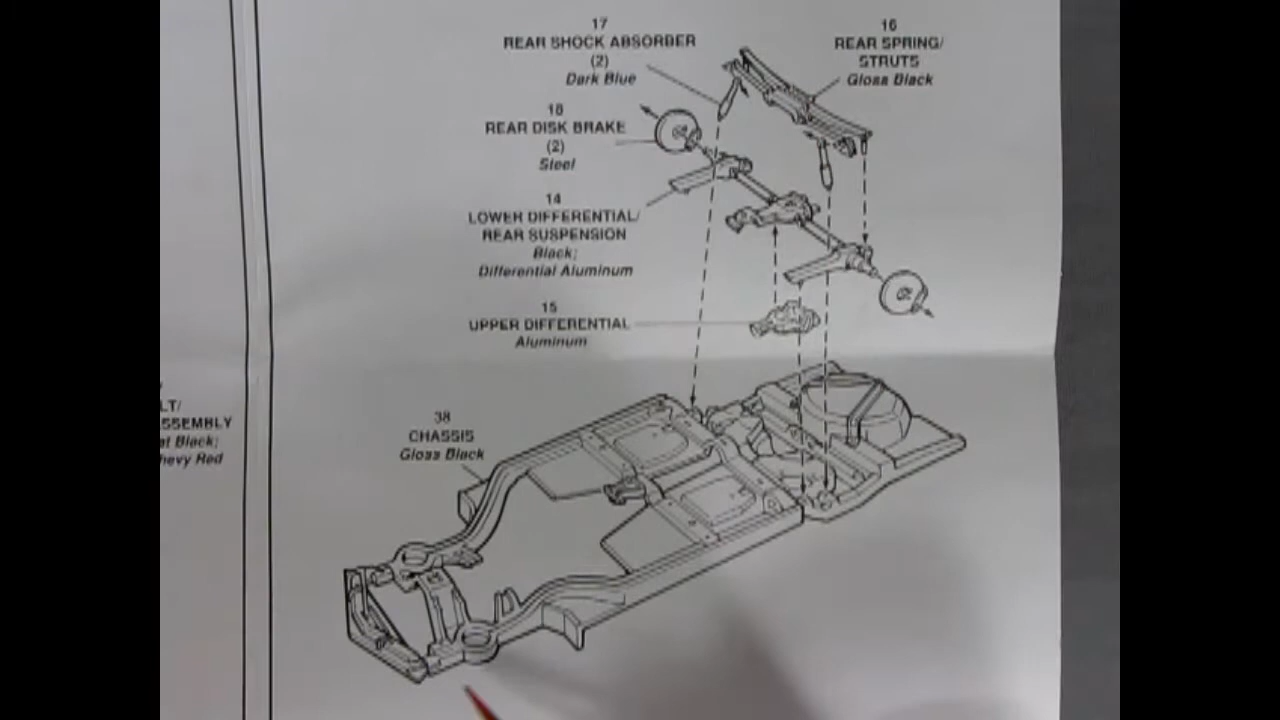 17
REAR SHOCK ABSORBER
(2)
Dark Blue
16
REAR SPRING/
STRUTS
Gloss Black
18
REAR DISK BRAKE
(2)
Steel
14
LOWER DIFFERENTIAL/
REAR SUSPENSION
Black;
Differential Aluminum
15
UPPER DIFFERENTIAL
Aluminum
38
CHASSIS
Gloss Black
LT/
SSEMBLY
at Black;
hevy Red